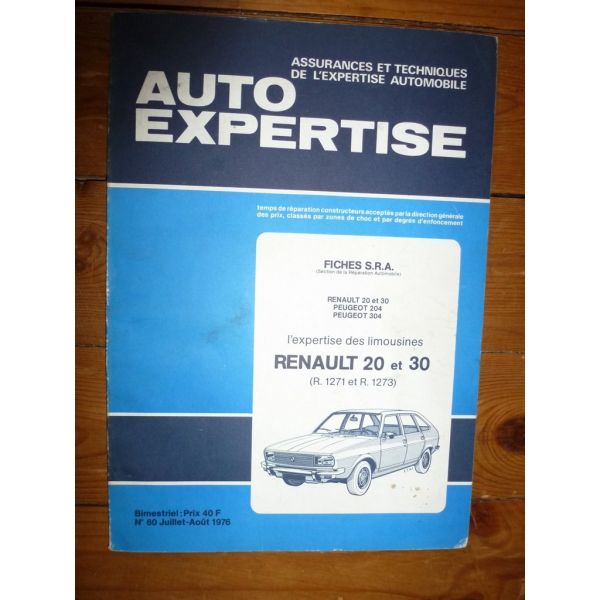 ASSURANCES ET TECHNIQUES
DE L'EXPERTISE AUTOMOBILE
AUTO
EXPERTISE
temps de réparation constructeurs acceptés par la direction générale
des prix, classés par zones de choc et par degrés d'enfoncement
FICHES S.R.A.
(Section de la Réparation Automobile)
RENAULT 20 et 30
PEUGEOT 204
PEUGEOT 304
l'expertise des limousines
RENAULT 20 et 30
(R. 1271 et R. 1273)
Bimestriel : Prix 40 F
N° 60 Juillet-Août 1976